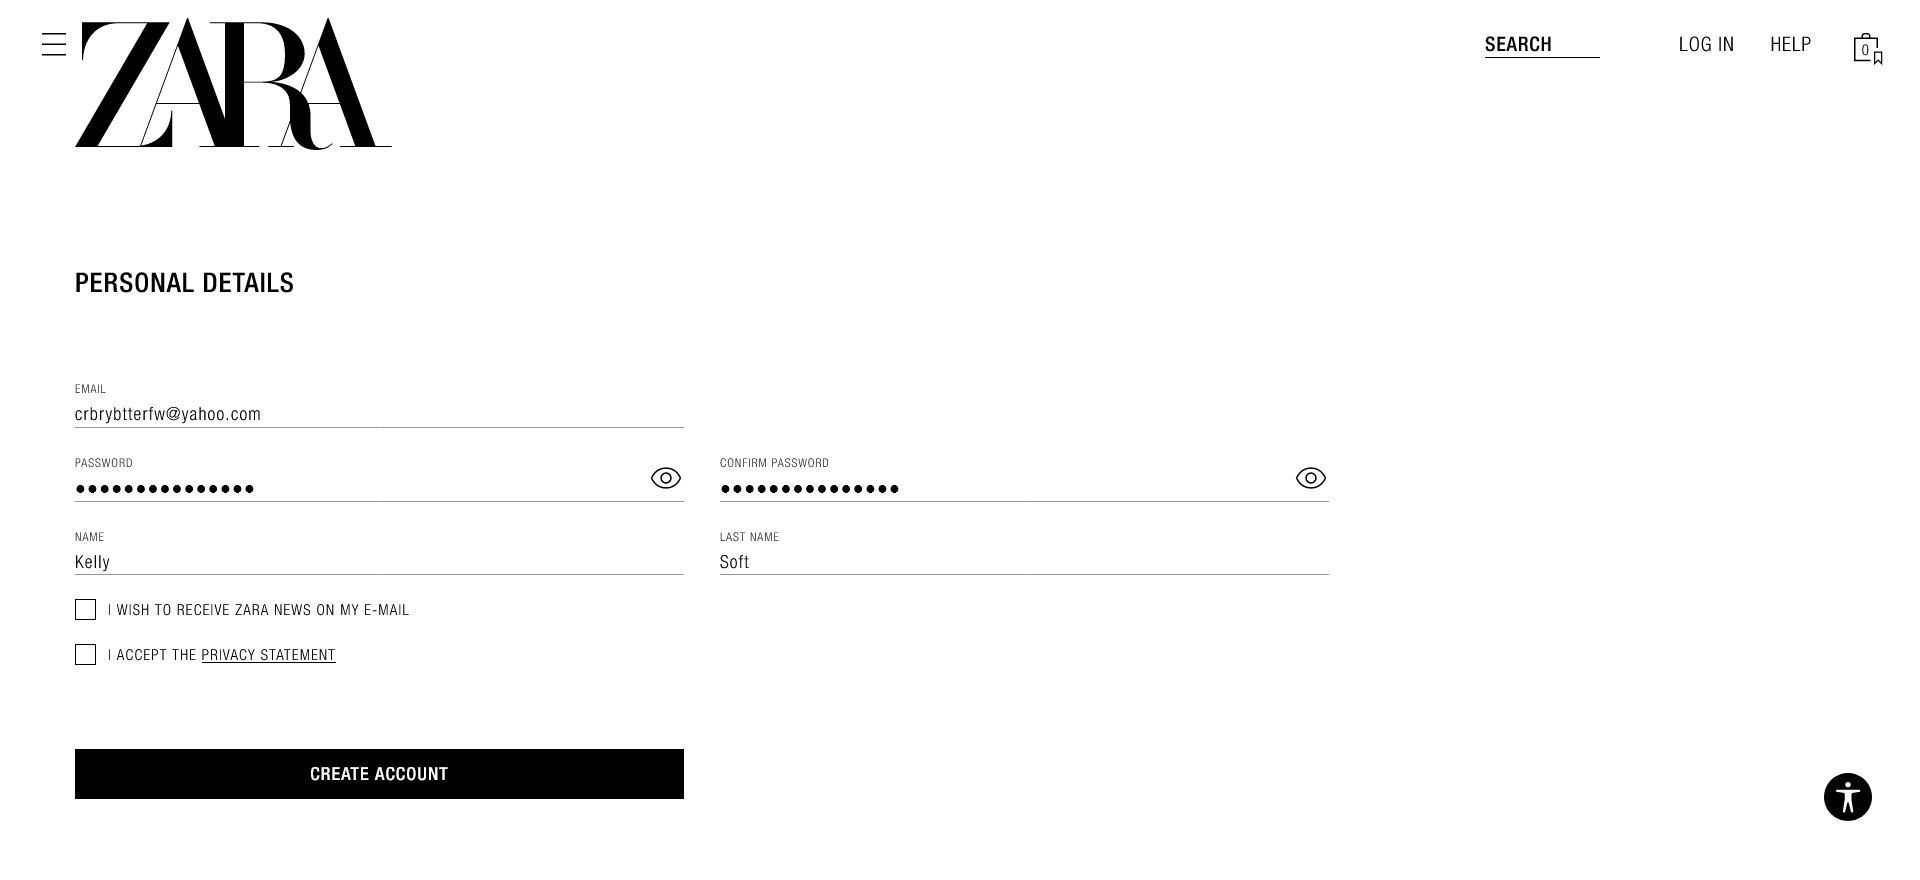 ZARA
SEARCH
LOG IN
HELP
0
PERSONAL DETAILS
EMAIL
crbrybtterfw@yahoo.com
PASSWORD
●●●●●●●●●●●●●●●
CONFIRM PASSWORD
●●●●●●●●●●●●●●●
NAME
Kelly
LAST NAME
Soft
I WISH TO RECEIVE ZARA NEWS ON MY E-MAIL
I ACCEPT THE PRIVACY STATEMENT
CREATE ACCOUNT